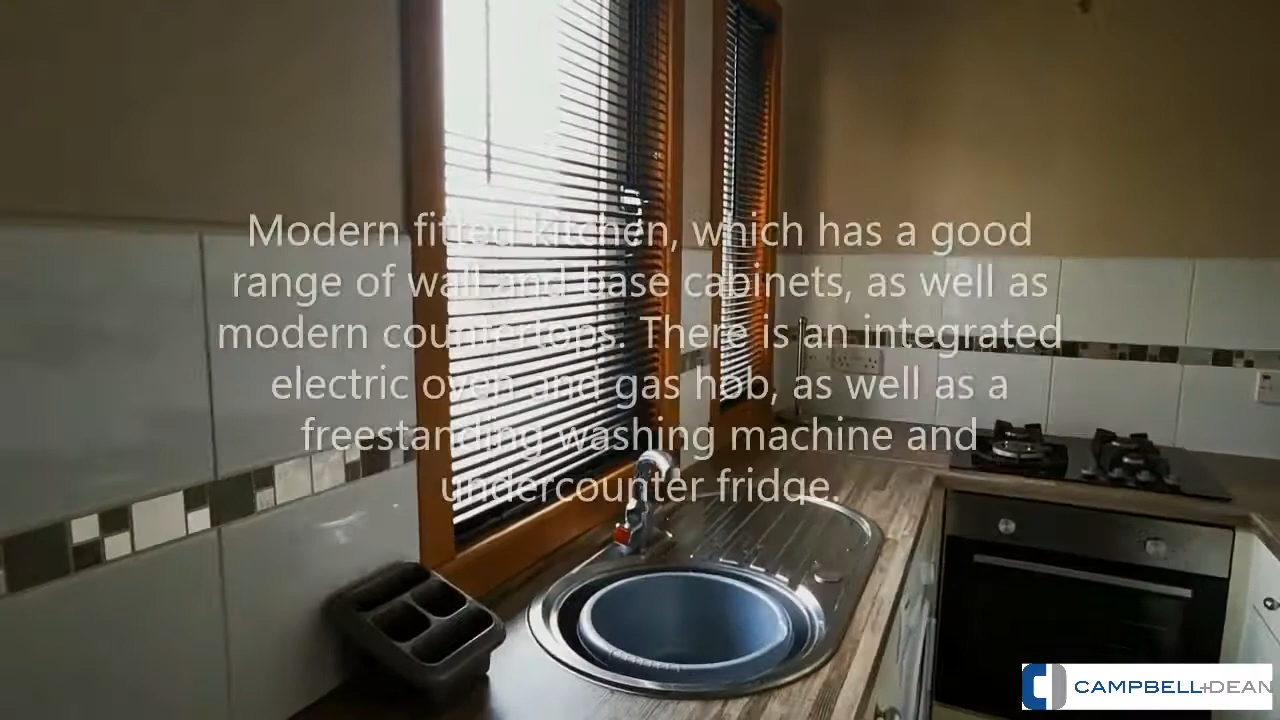 Modern fitted kitchen, which has a good
range of wall and base cabinets, as well as
modern countertops. There is an integrated
electric oven and gas hob, as well as a
freestanding washing machine and
undercounter fridge.
CAMPBELL+DEAN